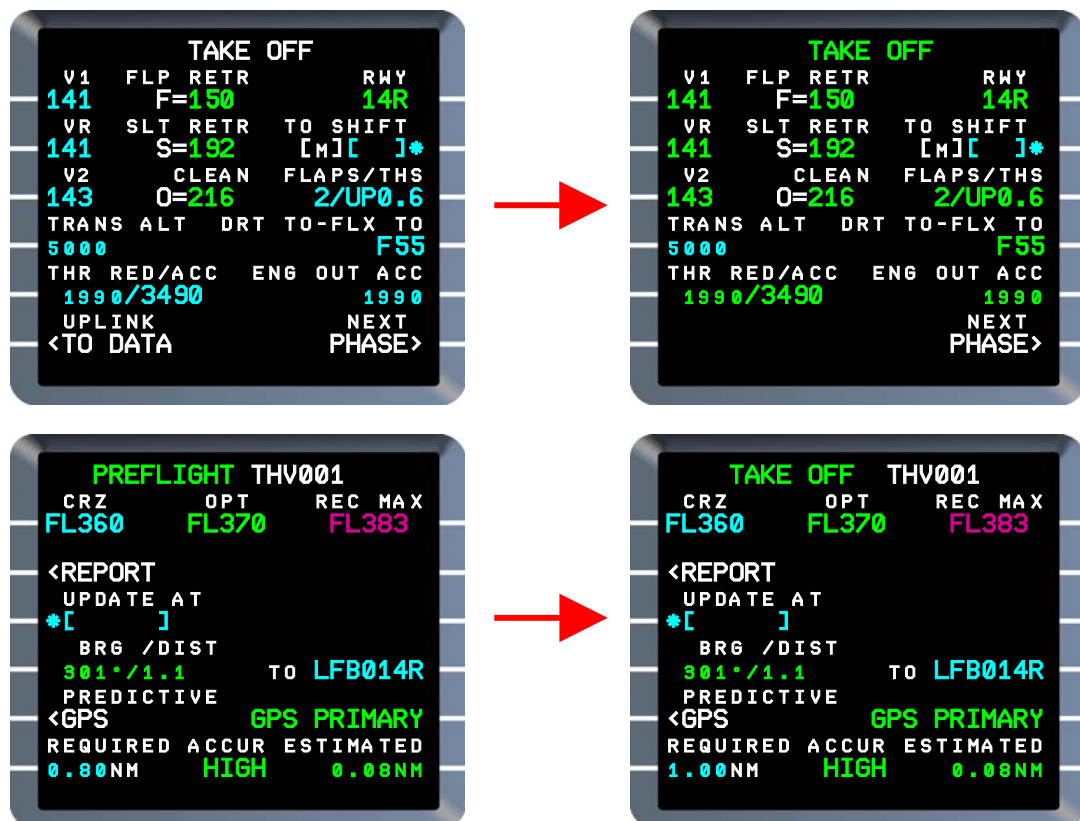 TAKE OFF
V1 FLP RETR RWY
141 F=150 14R
VR SLT RETR TO SHIFT
141 S=192 [M][ ]*
V2 CLEAN FLAPS/THS
143 O=216 2/UP0.6
TRANS ALT DRT TO-FLX TO
5000 F55
THR RED/ACC ENG OUT ACC
1990/3490 1990
UPLINK NEXT
<TO DATA PHASE>
TAKE OFF
V1 FLP RETR RWY
141 F=150 14R
VR SLT RETR TO SHIFT
141 S=192 [M][ ]*
V2 CLEAN FLAPS/THS
143 O=216 2/UP0.6
TRANS ALT DRT TO-FLX TO
5000 F55
THR RED/ACC ENG OUT ACC
1990/3490 1990
NEXT
PHASE>
PREFLIGHT THV001
CRZ OPT REC MAX
FL360 FL370 FL383
<REPORT
UPDATE AT
*[ ]
BRG /DIST
301°/1.1 TO LFBO14R
PREDICTIVE
<GPS GPS PRIMARY
REQUIRED ACCUR ESTIMATED
0.80NM HIGH 0.08NM
TAKE OFF THV001
CRZ OPT REC MAX
FL360 FL370 FL383
<REPORT
UPDATE AT
*[ ]
BRG /DIST
301°/1.1 TO LFBO14R
PREDICTIVE
<GPS GPS PRIMARY
REQUIRED ACCUR ESTIMATED
1.00NM HIGH 0.08NM